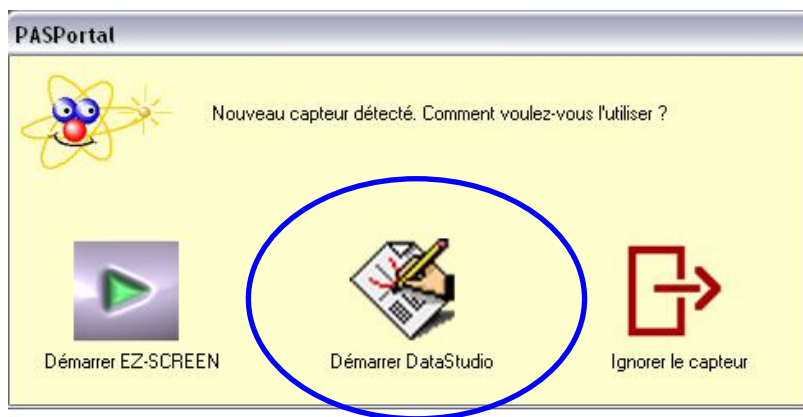 PASPortal
Nouveau capteur détecté. Comment voulez-vous l'utiliser ?
Démarrer EZ-SCREEN
Démarrer DataStudio
Ignorer le capteur